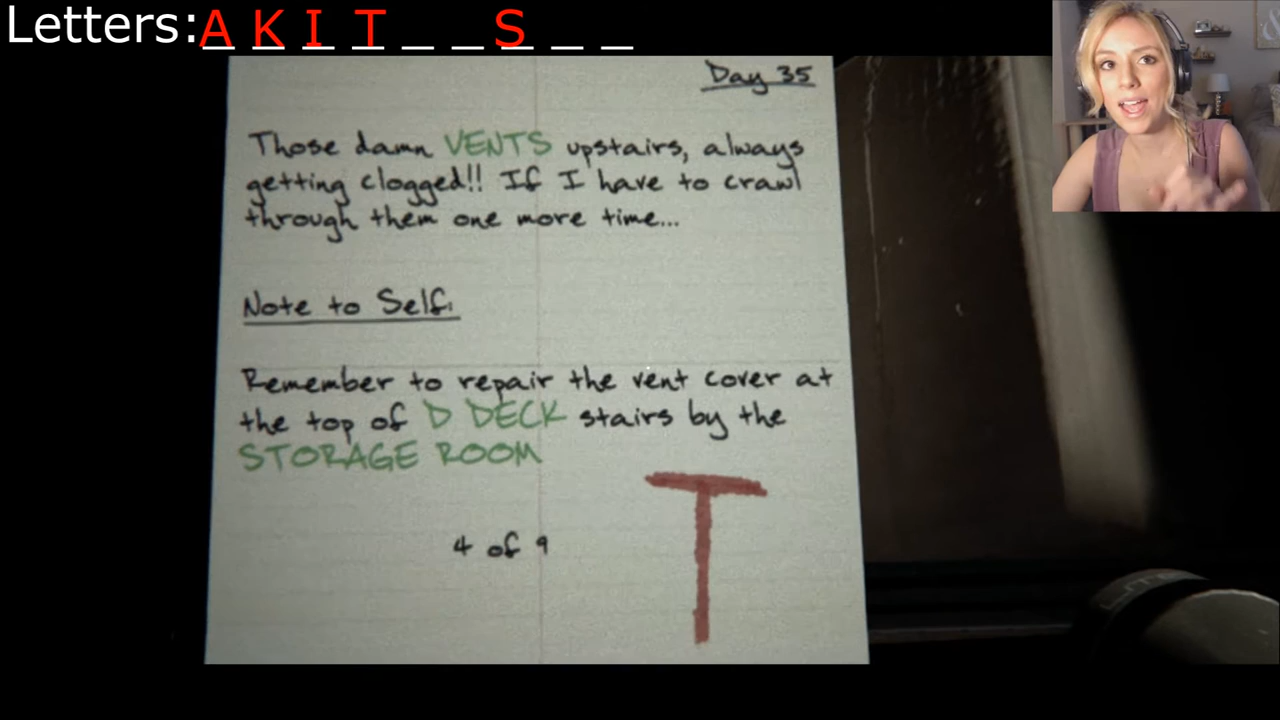 Letters: A K I T _ _ S _ _
Day 35
Those damn VENTS upstairs, always
getting clogged!! If I have to crawl
through them one more time...
Note to Self:
Remember to repair the vent cover at
the top of D DECK stairs by the
STORAGE ROOM
4 of 9
T